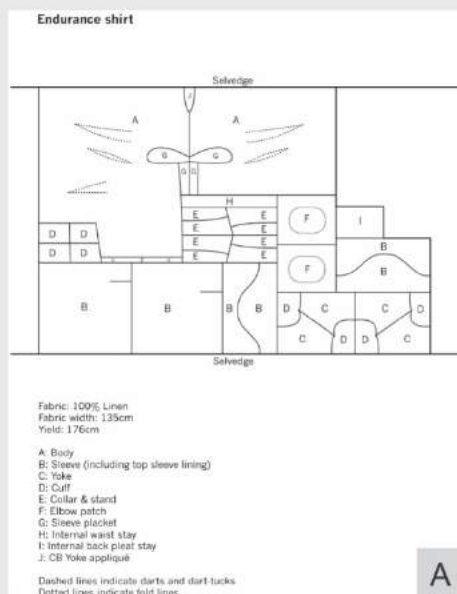 Endurance shirt
Selvedge
J
A A
G G
G G
H
E E
E E
E E
E E
F
F
I
D D
D D
B
B
B B B B
D C C D
C D D C
Selvedge
Fabric: 100% Linen
Fabric width: 135cm
Yield: 176cm
A: Body
B: Sleeve (including top sleeve lining)
C: Yoke
D: Cuff
E: Collar & stand
F: Elbow patch
G: Sleeve placket
H: Internal waist stay
I: Internal back pleat stay
J: CB Yoke appliqué
Dashed lines indicate darts and dart-tucks
Dotted lines indicate fold lines
A